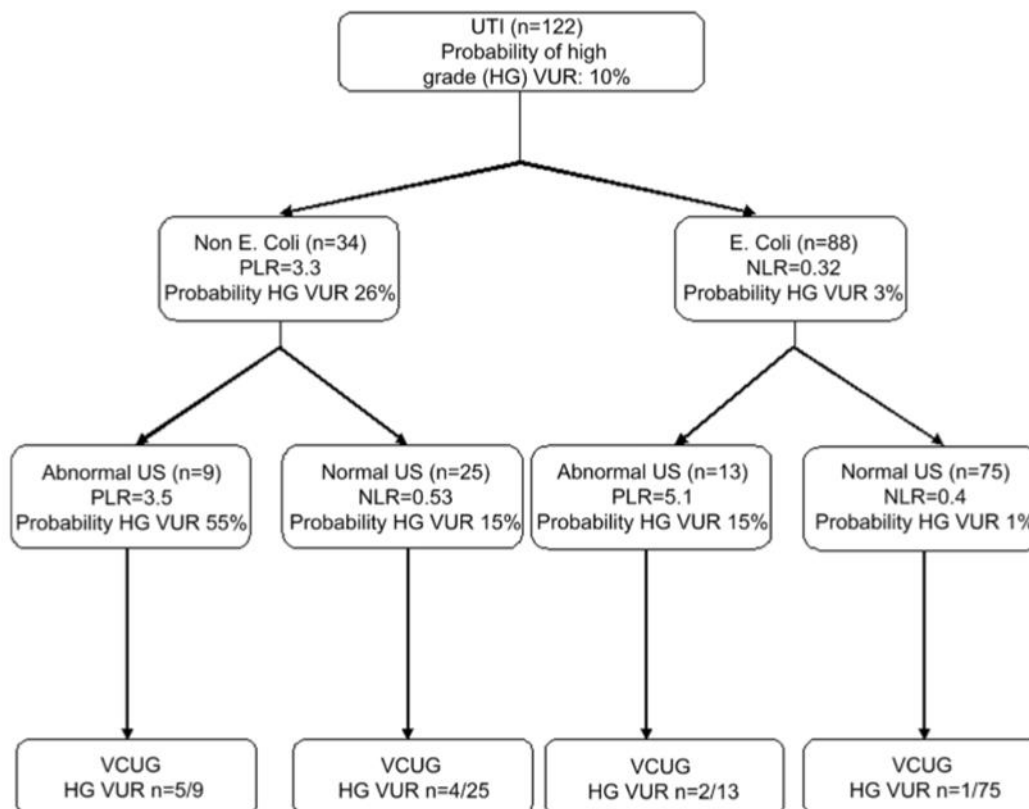 UTI (n=122)
Probability of high
grade (HG) VUR: 10%
Non E. Coli (n=34)
PLR=3.3
Probability HG VUR 26%
E. Coli (n=88)
NLR=0.32
Probability HG VUR 3%
Abnormal US (n=9)
PLR=3.5
Probability HG VUR 55%
Normal US (n=25)
NLR=0.53
Probability HG VUR 15%
Abnormal US (n=13)
PLR=5.1
Probability HG VUR 15%
Normal US (n=75)
NLR=0.4
Probability HG VUR 1%
VCUG
HG VUR n=5/9
VCUG
HG VUR n=4/25
VCUG
HG VUR n=2/13
VCUG
HG VUR n=1/75